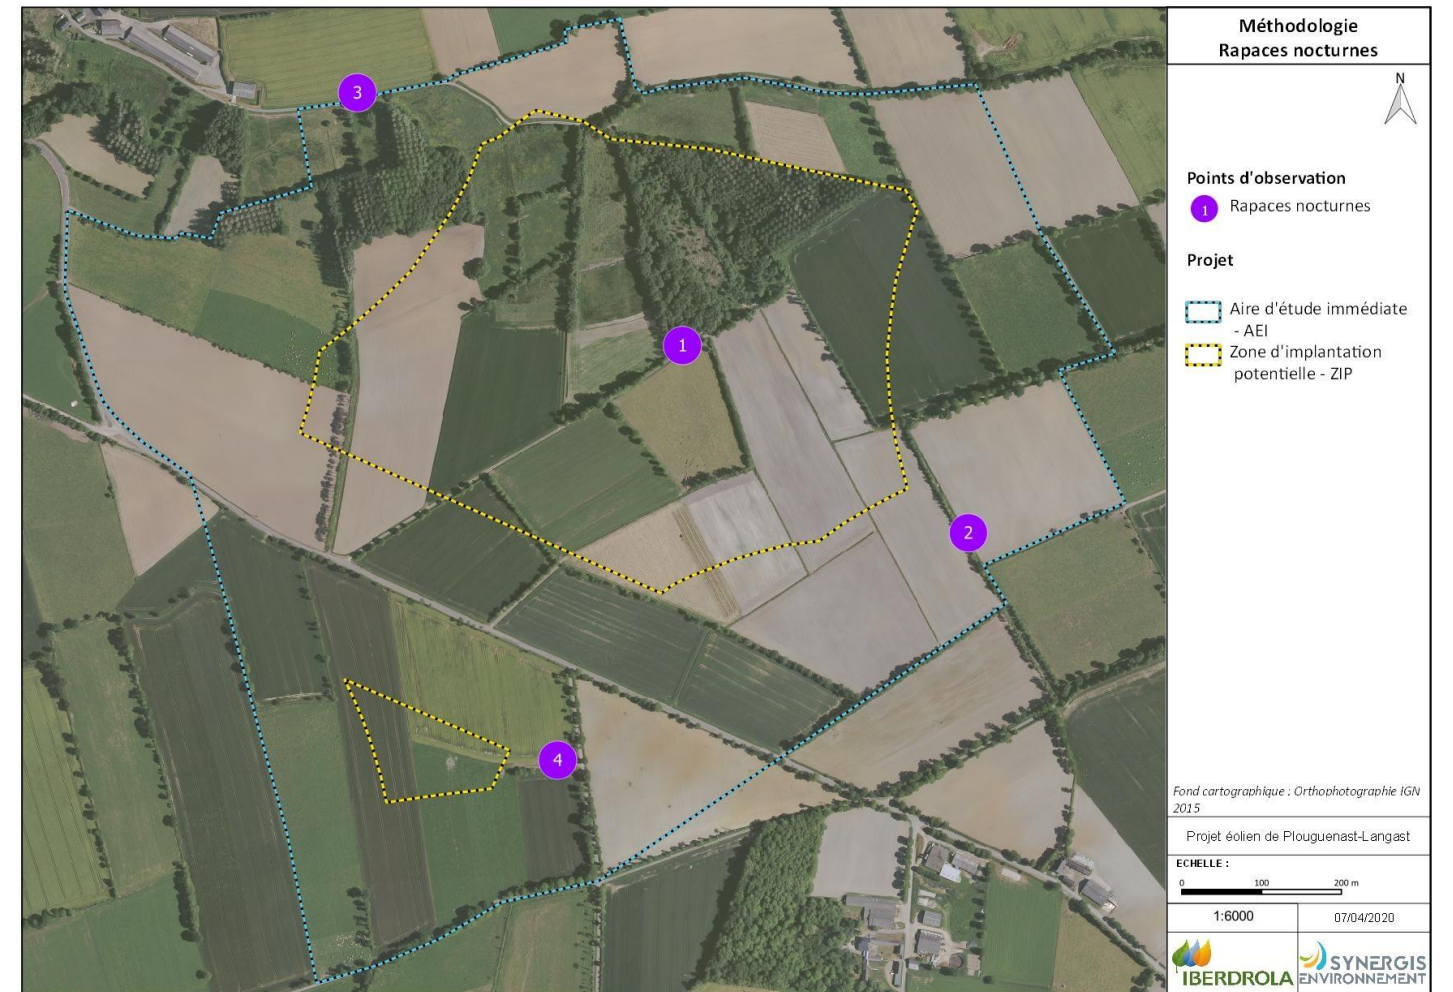 Méthodologie
Rapaces nocturnes
N
Points d'observation
1 Rapaces nocturnes
Projet
Aire d'étude immédiate
- AEI
Zone d'implantation
potentielle - ZIP
3
1
2
4
Fond cartographique : Orthophotographie IGN
2015
Projet éolien de Plouguenast-Langast
ECHELLE :
0 100 200 m
1:6000 07/04/2020
IBERDROLA
SYNERGIS
ENVIRONNEMENT